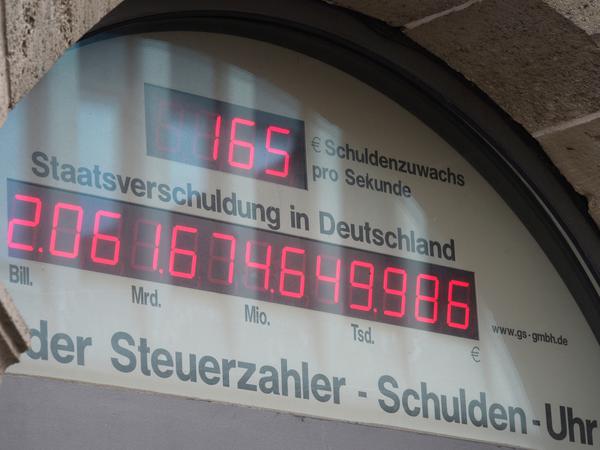 165
€ Schuldenzuwachs
pro Sekunde
Staatsverschuldung in Deutschland
2.061.674.649.986
Bill. Mrd. Mio. Tsd. €
www.gs-gmbh.de
der Steuerzahler - Schulden-Uhr